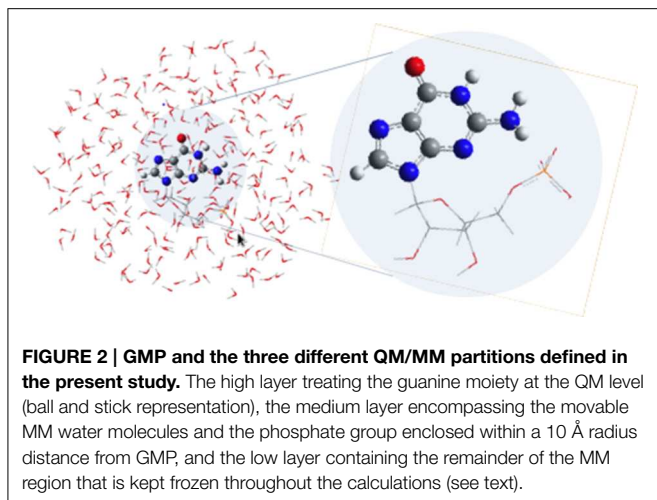 FIGURE 2 | GMP and the three different QM/MM partitions defined in
the present study. The high layer treating the guanine moiety at the QM level
(ball and stick representation), the medium layer encompassing the movable
MM water molecules and the phosphate group enclosed within a 10 Å radius
distance from GMP, and the low layer containing the remainder of the MM
region that is kept frozen throughout the calculations (see text).